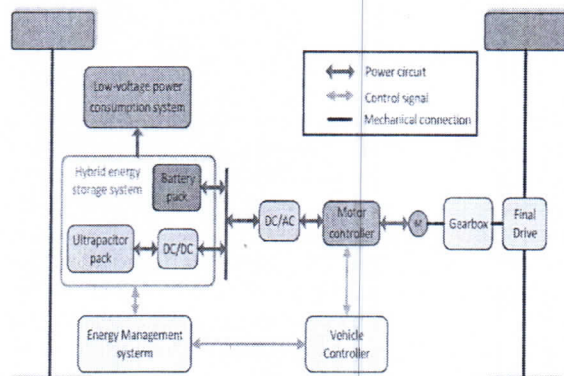 Low-voltage power
consumption system
Power circuit
Control signal
Mechanical connection
Hybrid energy
storage system
Battery
pack
Ultrapacitor
pack
DC/DC
DC/AC
Motor
controller
M
Gearbox
Final
Drive
Energy Management
systerm
Vehicle
Controller